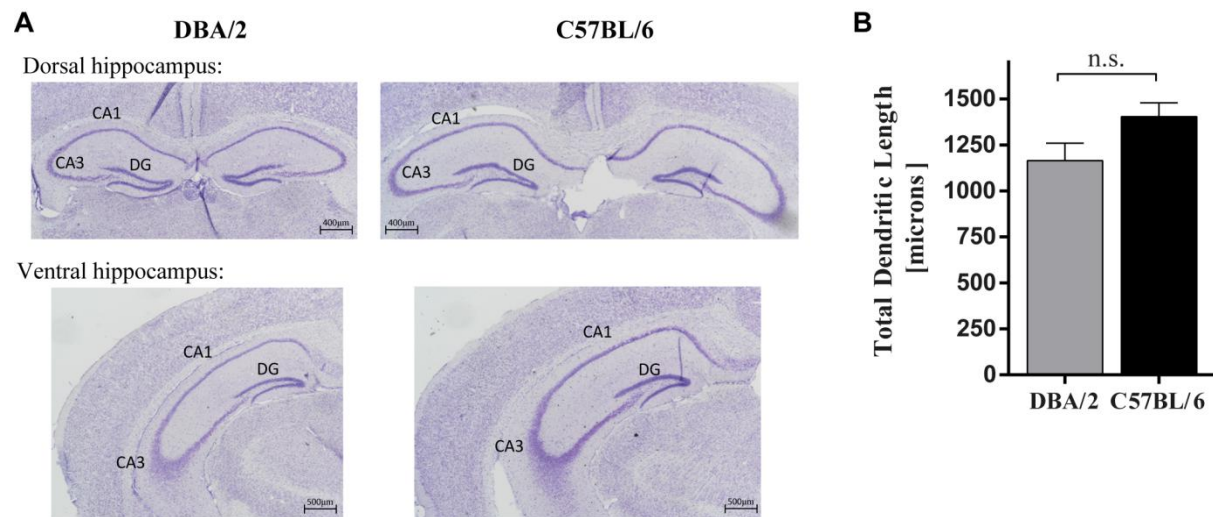 A
DBA/2
C57BL/6
Dorsal hippocampus:
CA1
CA3
DG
400µm
CA1
CA3
DG
400µm
Ventral hippocampus:
CA1
DG
CA3
500µm
CA1
DG
CA3
500µm
B
n.s.
Total Dendritic Length
[microns ]
1500
1250
1000
750
500
250
0
DBA/2
C57BL/6